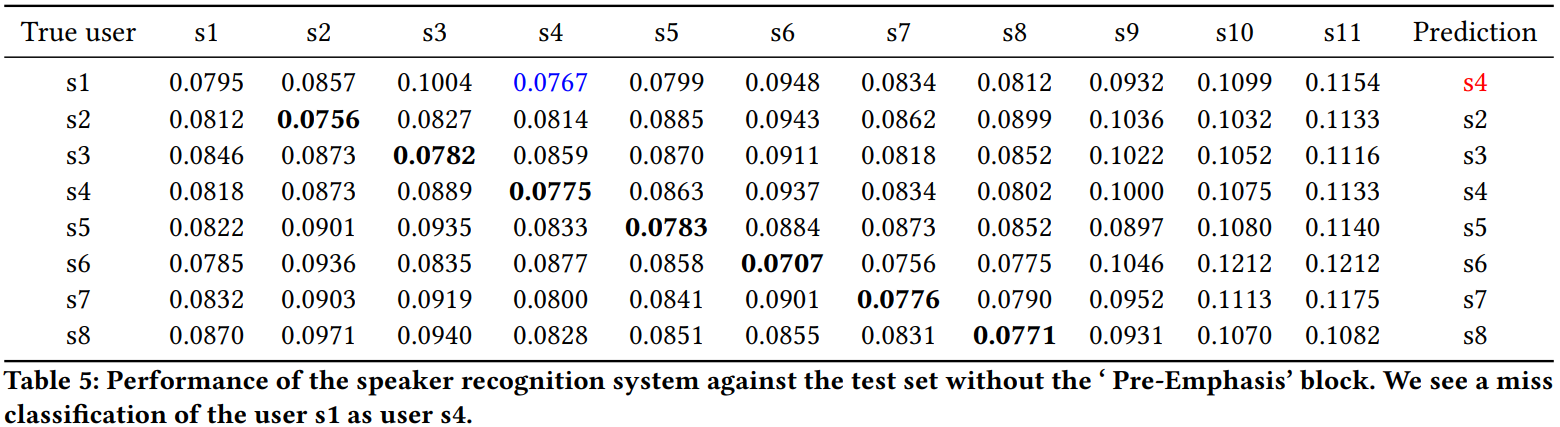 True user s1 s2 s3 s4 s5 s6 s7 s8 s9 s10 s11 Prediction
s1 0.0795 0.0857 0.1004 0.0767 0.0799 0.0948 0.0834 0.0812 0.0932 0.1099 0.1154 s4
s2 0.0812 0.0756 0.0827 0.0814 0.0885 0.0943 0.0862 0.0899 0.1036 0.1032 0.1133 s2
s3 0.0846 0.0873 0.0782 0.0859 0.0870 0.0911 0.0818 0.0852 0.1022 0.1052 0.1116 s3
s4 0.0818 0.0873 0.0889 0.0775 0.0863 0.0937 0.0834 0.0802 0.1000 0.1075 0.1133 s4
s5 0.0822 0.0901 0.0935 0.0833 0.0783 0.0884 0.0873 0.0852 0.0897 0.1080 0.1140 s5
s6 0.0785 0.0936 0.0835 0.0877 0.0858 0.0707 0.0756 0.0775 0.1046 0.1212 0.1212 s6
s7 0.0832 0.0903 0.0919 0.0800 0.0841 0.0901 0.0776 0.0790 0.0952 0.1113 0.1175 s7
s8 0.0870 0.0971 0.0940 0.0828 0.0851 0.0855 0.0831 0.0771 0.0931 0.1070 0.1082 s8
Table 5: Performance of the speaker recognition system against the test set without the ‘ Pre-Emphasis’ block. We see a miss
classification of the user s1 as user s4.